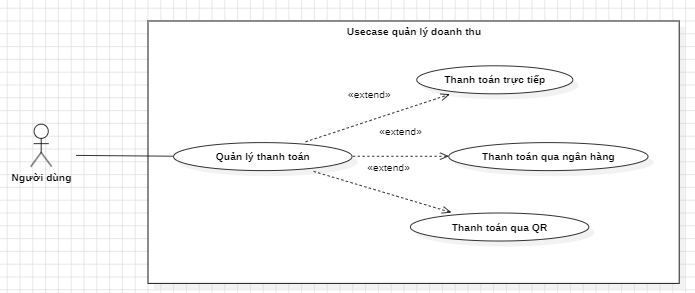 Usecase quản lý doanh thu
Thanh toán trực tiếp
«extend»
«extend»
Quản lý thanh toán
Thanh toán qua ngân hàng
«extend»
Người dùng
Thanh toán qua QR